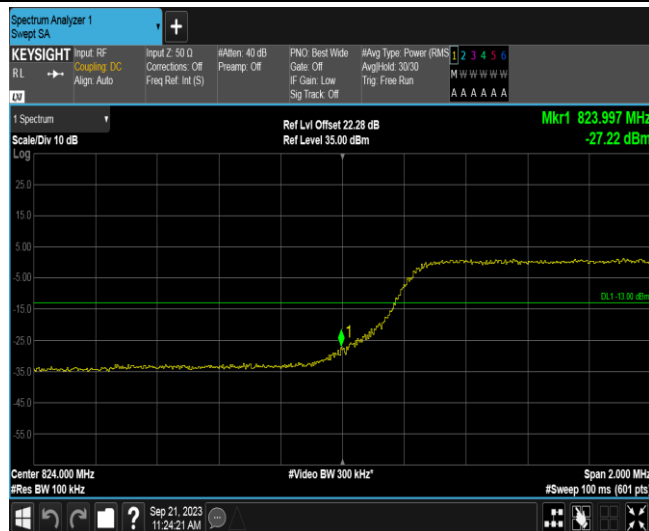 Spectrum Analyzer 1
Swept SA
+
KEYSIGHT Input: RF Input Z: 50 Ω #Atten: 40 dB PNO: Best Wide #Avg Type: Power (RMS 1 2 3 4 5 6
RL Coupling: DC Corrections: Off Preamp: Off Gate: Off Avg|Hold: 30/30 M W W W W W
Align: Auto Freq Ref: Int (S) IF Gain: Low Trig: Free Run
Sig Track: Off A A A A A A
LXI
1 Spectrum Ref Lvl Offset 22.28 dB Mkr1 823.997 MHz
Scale/Div 10 dB Ref Level 35.00 dBm -27.22 dBm
Log
25.0
15.0
5.00
-5.00
DL1 -13.00 dBm
-15.0
1
-25.0
-35.0
-45.0
-55.0
Center 824.000 MHz #Video BW 300 kHz* Span 2.000 MHz
#Res BW 100 kHz #Sweep 100 ms (601 pts)
? Sep 21, 2023
11:24:21 AM